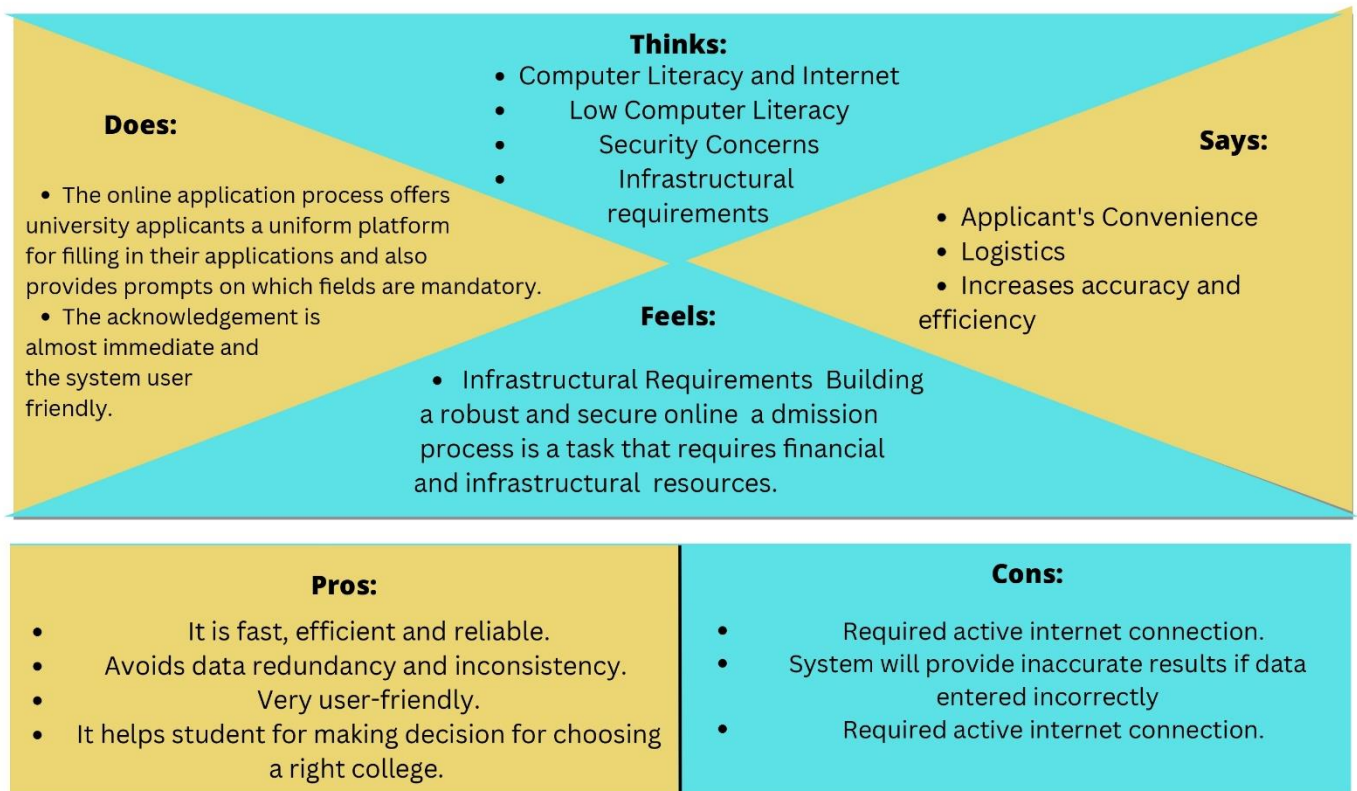 Thinks:
• Computer Literacy and Internet
• Low Computer Literacy
• Security Concerns
• Infrastructural
requirements
Does:
• The online application process offers
university applicants a uniform platform
for filling in their applications and also
provides prompts on which fields are mandatory.
• The acknowledgement is
almost immediate and
the system user
friendly.
Says:
• Applicant's Convenience
• Logistics
• Increases accuracy and
efficiency
Feels:
• Infrastructural Requirements Building
a robust and secure online a dmission
process is a task that requires financial
and infrastructural resources.
Pros:
• It is fast, efficient and reliable.
• Avoids data redundancy and inconsistency.
• Very user-friendly.
• It helps student for making decision for choosing
a right college.
Cons:
• Required active internet connection.
• System will provide inaccurate results if data
entered incorrectly
• Required active internet connection.